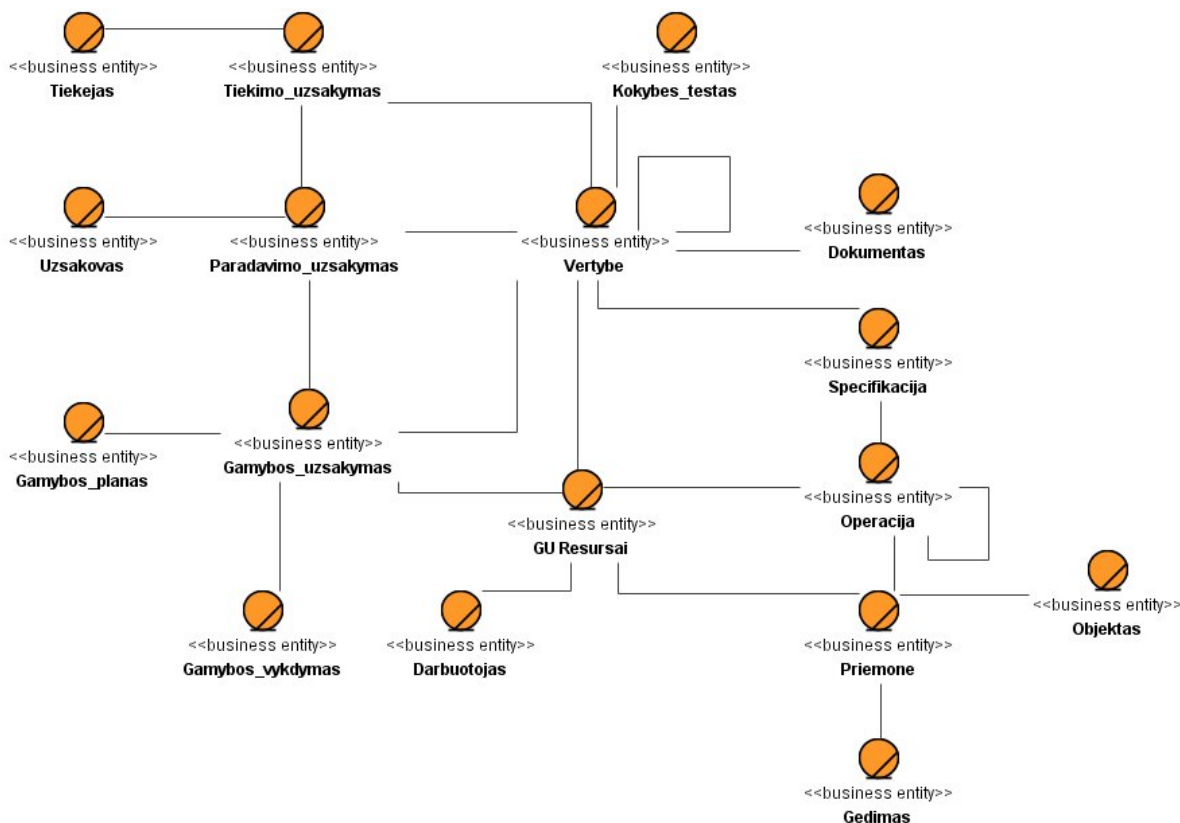 <<business entity>>
Tiekejas
<<business entity>>
Tiekimo_uzsakymas
<<business entity>>
Kokybes_testas
<<business entity>>
Uzsakovas
<<business entity>>
Paradavimo_uzsakymas
<<business entity>>
Vertybe
<<business entity>>
Dokumentas
<<business entity>>
Specifikacija
<<business entity>>
Gamybos_planas
<<business entity>>
Gamybos_uzsakymas
<<business entity>>
GU Resursai
<<business entity>>
Operacija
<<business entity>>
Objektas
<<business entity>>
Gamybos_vykdymas
<<business entity>>
Darbuotojas
<<business entity>>
Priemone
<<business entity>>
Gedimas